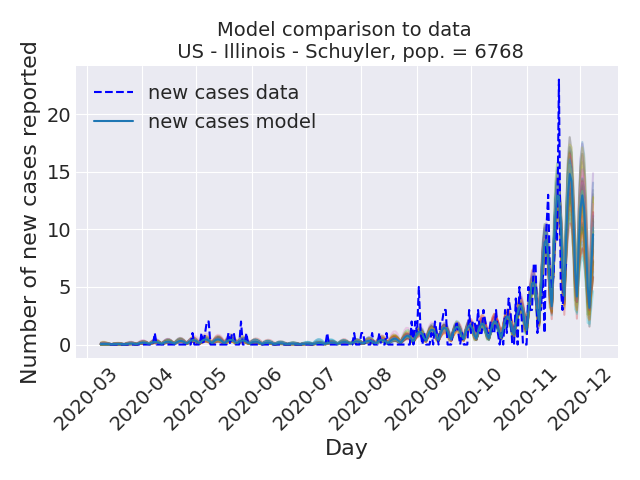 Model comparison to data
US - Illinois - Schuyler, pop. = 6768
Number of new cases reported
new cases data
new cases model
20
15
10
5
0
2020-03
2020-04
2020-05
2020-06
2020-07
2020-08
2020-09
2020-10
2020-11
2020-12
Day